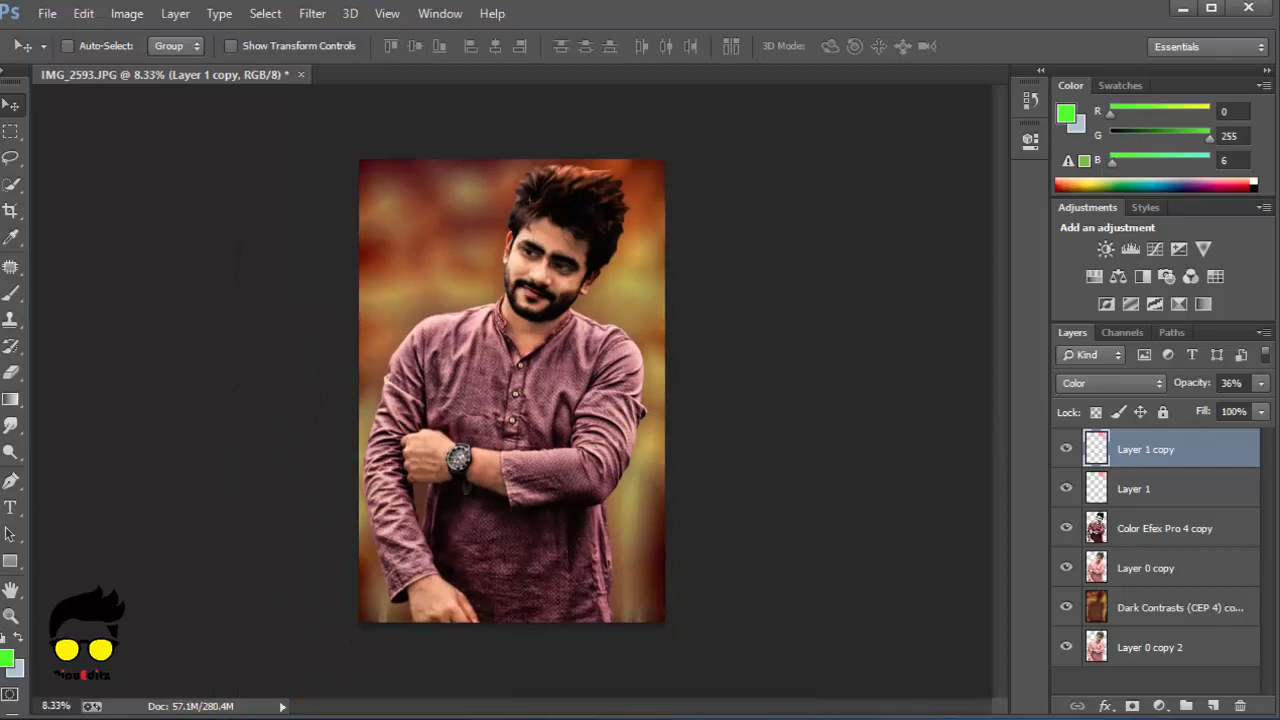 Ps File Edit Image Layer Type Select Filter 3D View Window Help
Auto-Select: Group Show Transform Controls 3D Mode: Essentials
IMG_2593.JPG @ 8.33% (Layer 1 copy, RGB/8) * ×
Color Swatches
R 0
G 255
B 6
Adjustments Styles
Add an adjustment
Layers Channels Paths
Kind
Color Opacity: 36%
Lock: Fill: 100%
Layer 1 copy
Layer 1
Color Efex Pro 4 copy
Layer 0 copy
Dark Contrasts (CEP 4) co...
Layer 0 copy 2
8.33% Doc: 57.1M/280.4M